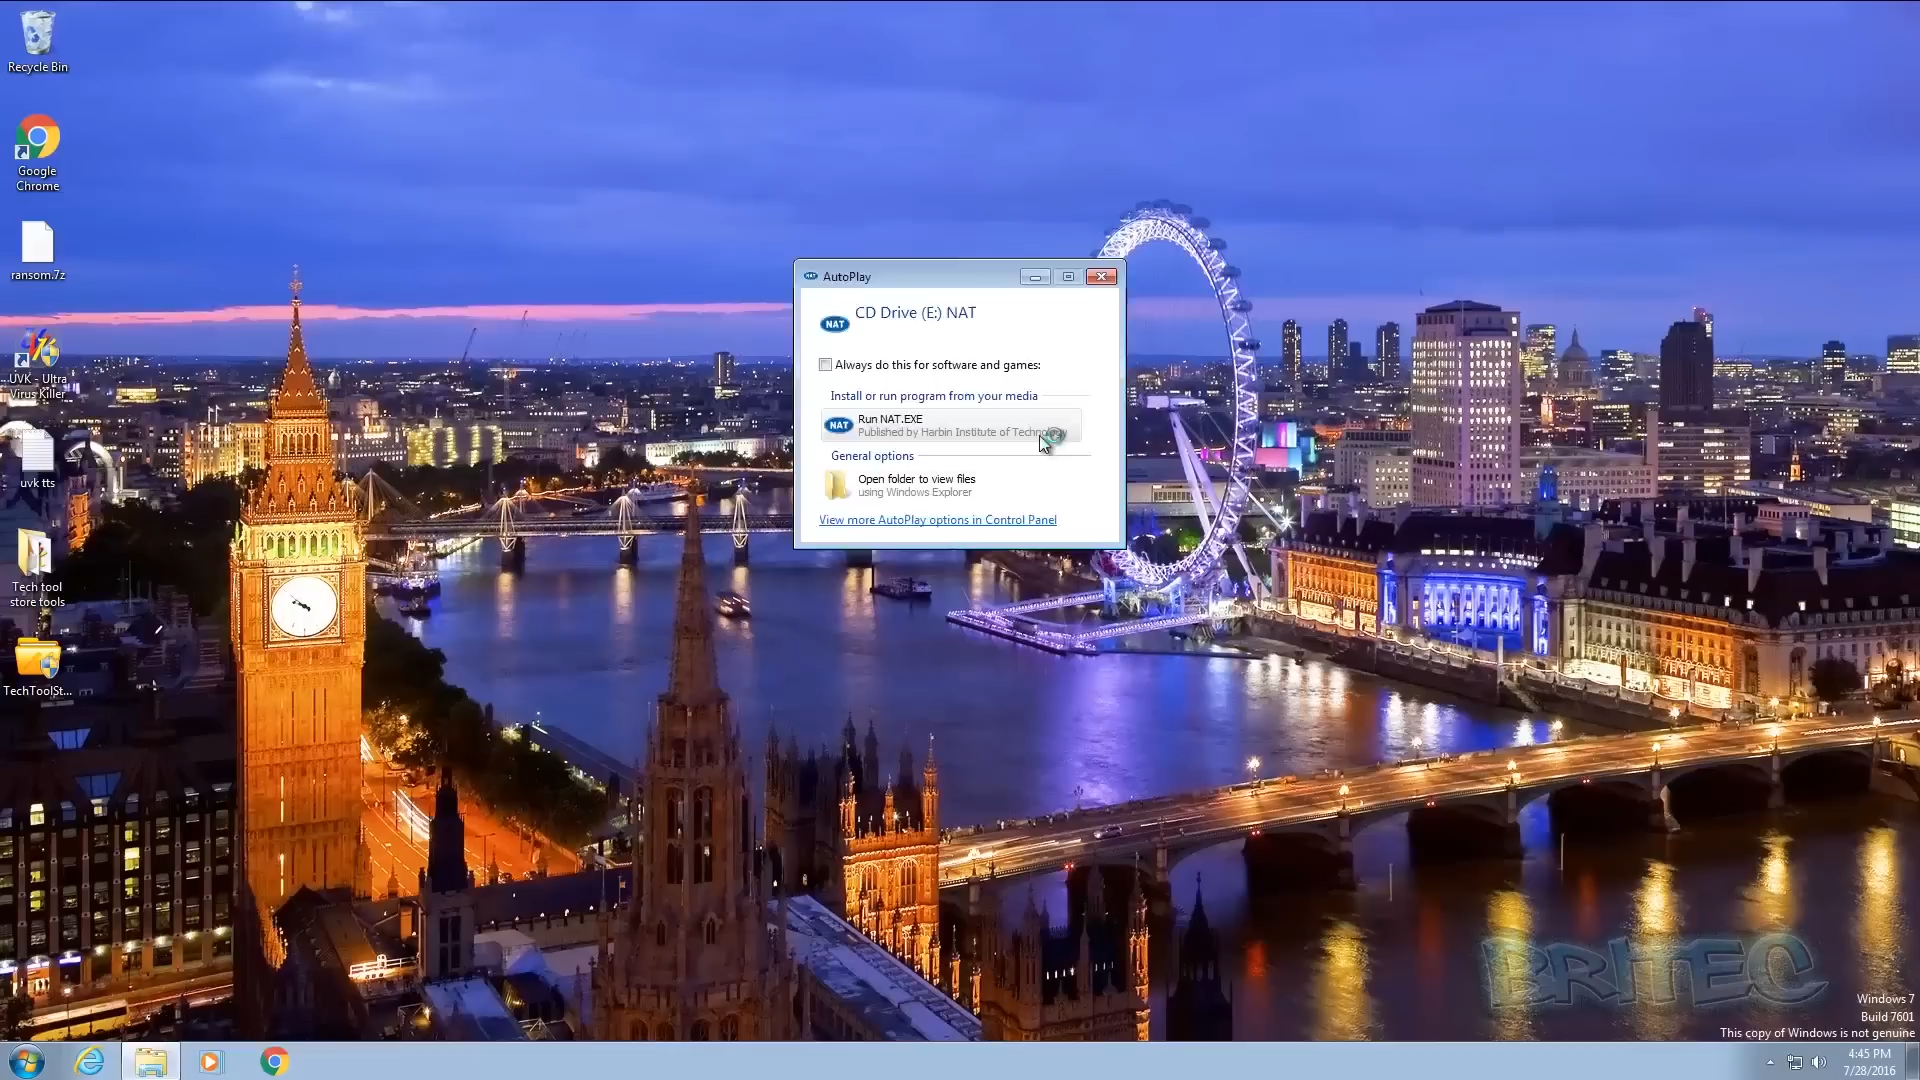 Recycle Bin
Google
Chrome
ransom.7z
UVK - Ultra
Virus Killer
uvk tts
Tech tool
store tools
TechToolSt...
NAT AutoPlay
NAT
CD Drive (E:) NAT
Always do this for software and games:
Install or run program from your media
NAT
Run NAT.EXE
Published by Harbin Institute of Technology
General options
Open folder to view files
using Windows Explorer
View more AutoPlay options in Control Panel
BRITEC
Windows 7
Build 7601
This copy of Windows is not genuine
4:45 PM
7/28/2016